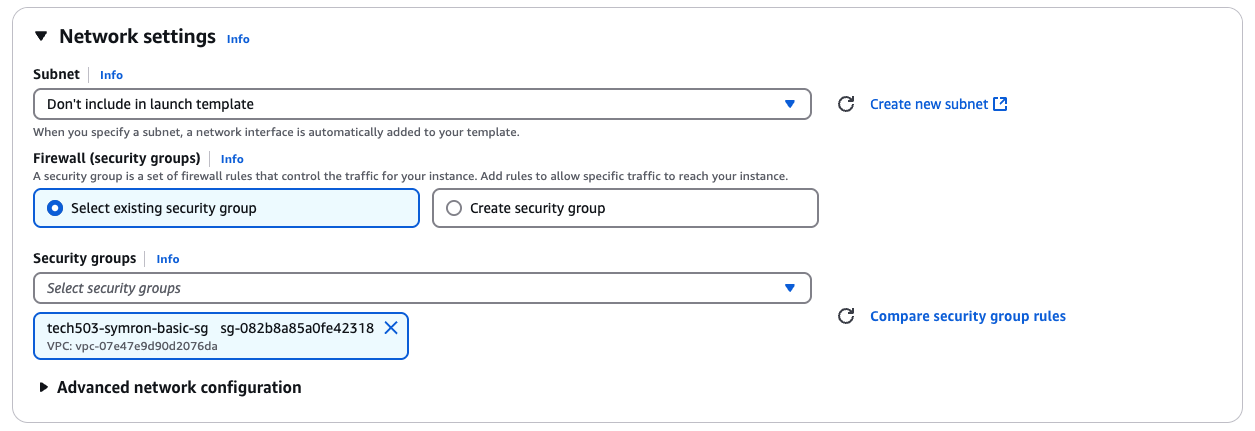 Network settings Info
Subnet Info
Don't include in launch template
Create new subnet
When you specify a subnet, a network interface is automatically added to your template.
Firewall (security groups) Info
A security group is a set of firewall rules that control the traffic for your instance. Add rules to allow specific traffic to reach your instance.
Select existing security group
Create security group
Security groups Info
Select security groups
tech503-symron-basic-sg sg-082b8a85a0fe42318
VPC: vpc-07e47e9d90d2076da
Compare security group rules
Advanced network configuration